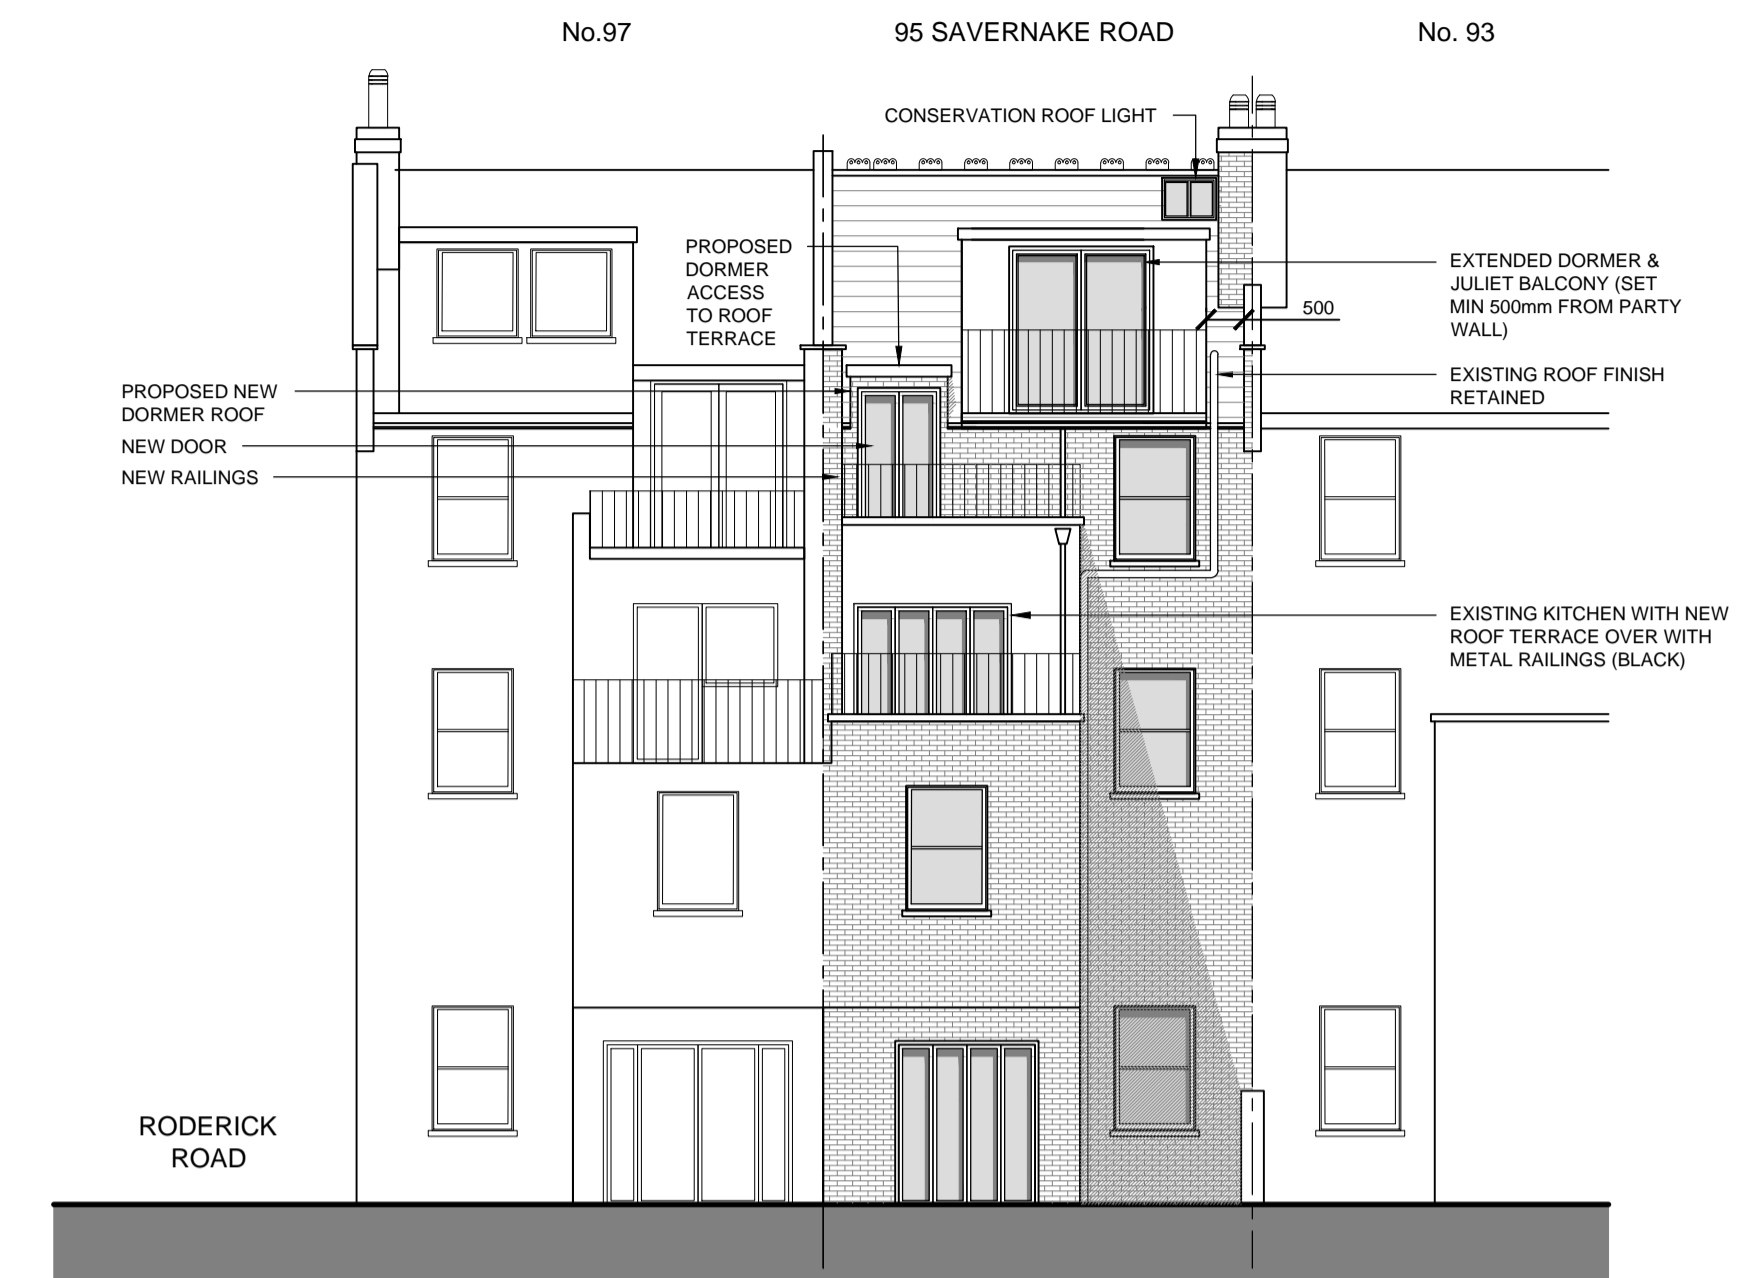 No.97
95 SAVERNAKE ROAD
No. 93
CONSERVATION ROOF LIGHT
PROPOSED
DORMER
ACCESS
TO ROOF
TERRACE
EXTENDED DORMER &
JULIET BALCONY (SET
MIN 500mm FROM PARTY
WALL)
500
EXISTING ROOF FINISH
RETAINED
PROPOSED NEW
DORMER ROOF
NEW DOOR
NEW RAILINGS
EXISTING KITCHEN WITH NEW
ROOF TERRACE OVER WITH
METAL RAILINGS (BLACK)
RODERICK
ROAD